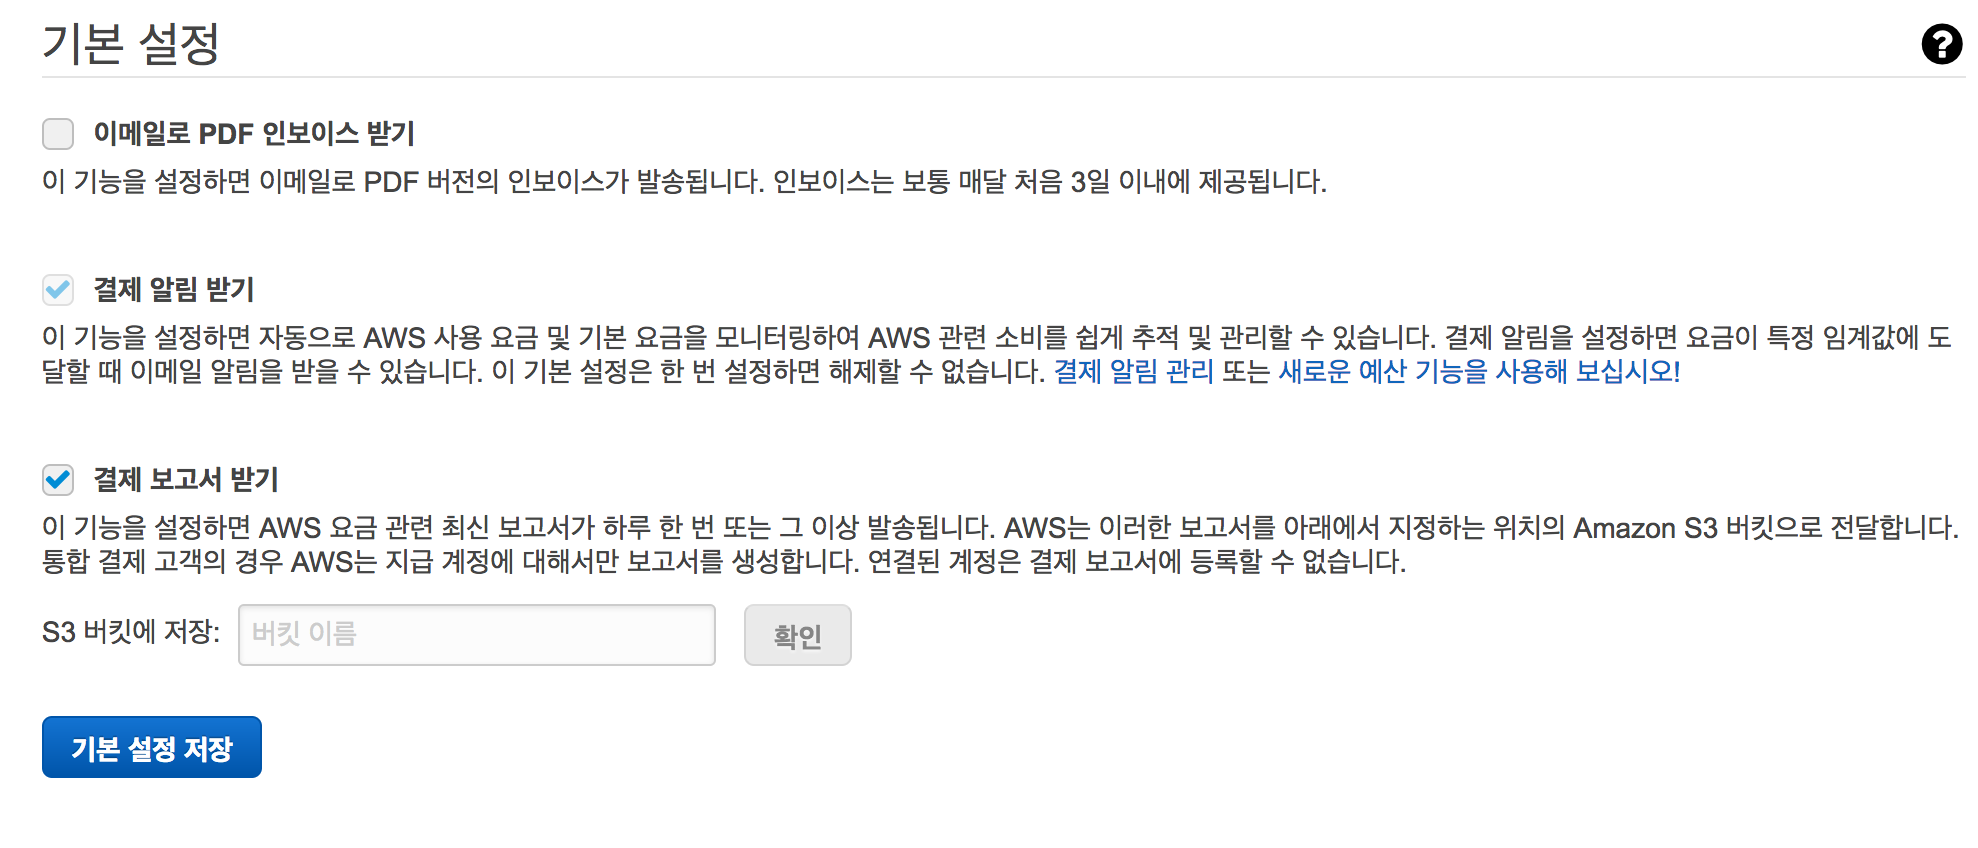 기본 설정
이메일로 PDF 인보이스 받기
이 기능을 설정하면 이메일로 PDF 버전의 인보이스가 발송됩니다. 인보이스는 보통 매달 처음 3일 이내에 제공됩니다.
결제 알림 받기
이 기능을 설정하면 자동으로 AWS 사용 요금 및 기본 요금을 모니터링하여 AWS 관련 소비를 쉽게 추적 및 관리할 수 있습니다. 결제 알림을 설정하면 요금이 특정 임계값에 도
달할 때 이메일 알림을 받을 수 있습니다. 이 기본 설정은 한 번 설정하면 해제할 수 없습니다. 결제 알림 관리 또는 새로운 예산 기능을 사용해 보십시오!
결제 보고서 받기
이 기능을 설정하면 AWS 요금 관련 최신 보고서가 하루 한 번 또는 그 이상 발송됩니다. AWS는 이러한 보고서를 아래에서 지정하는 위치의 Amazon S3 버킷으로 전달합니다.
통합 결제 고객의 경우 AWS는 지급 계정에 대해서만 보고서를 생성합니다. 연결된 계정은 결제 보고서에 등록할 수 없습니다.
S3 버킷에 저장: 버킷 이름 확인
기본 설정 저장